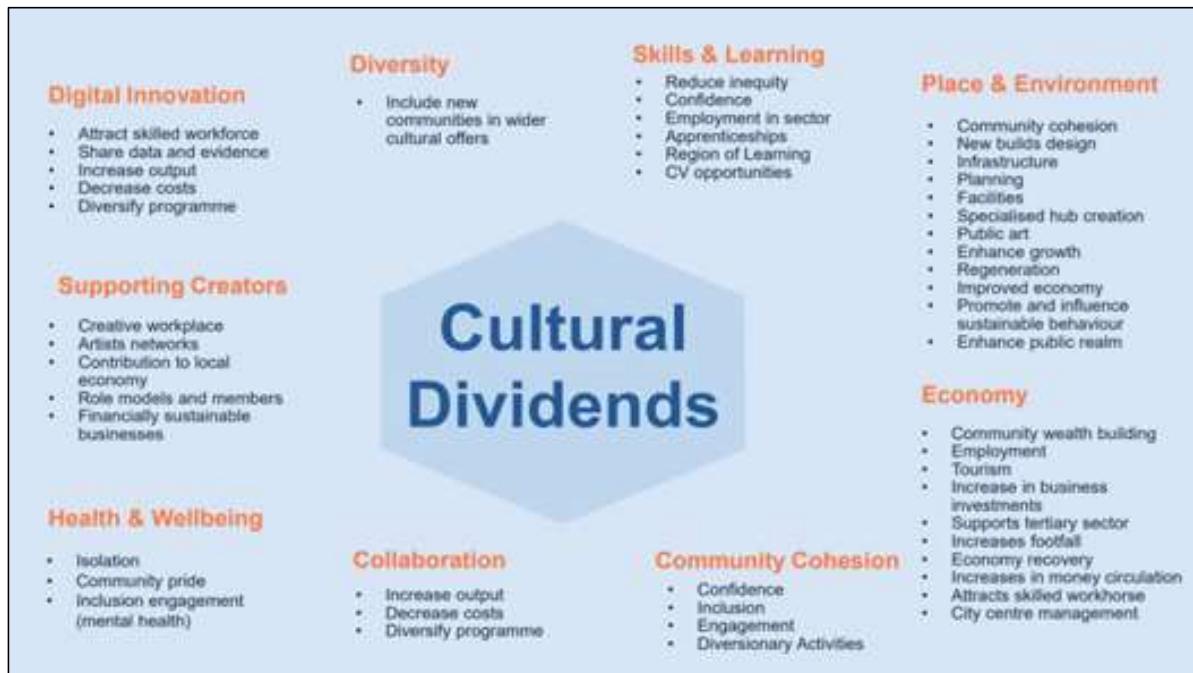 Digital Innovation
• Attract skilled workforce
• Share data and evidence
• Increase output
• Decrease costs
• Diversify programme
Diversity
• Include new
communities in wider
cultural offers
Skills & Learning
• Reduce inequity
• Confidence
• Employment in sector
• Apprenticeships
• Region of Learning
• CV opportunities
Place & Environment
• Community cohesion
• New builds design
• Infrastructure
• Planning
• Facilities
• Specialised hub creation
• Public art
• Enhance growth
• Regeneration
• Improved economy
• Promote and influence
sustainable behaviour
• Enhance public realm
Supporting Creators
• Creative workplace
• Artists networks
• Contribution to local
economy
• Role models and members
• Financially sustainable
businesses
Cultural
Dividends
Economy
• Community wealth building
• Employment
• Tourism
• Increase in business
investments
• Supports tertiary sector
• Increases footfall
• Economy recovery
• Increases in money circulation
• Attracts skilled workhorse
• City centre management
Health & Wellbeing
• Isolation
• Community pride
• Inclusion engagement
(mental health)
Collaboration
• Increase output
• Decrease costs
• Diversify programme
Community Cohesion
• Confidence
• Inclusion
• Engagement
• Diversionary Activities